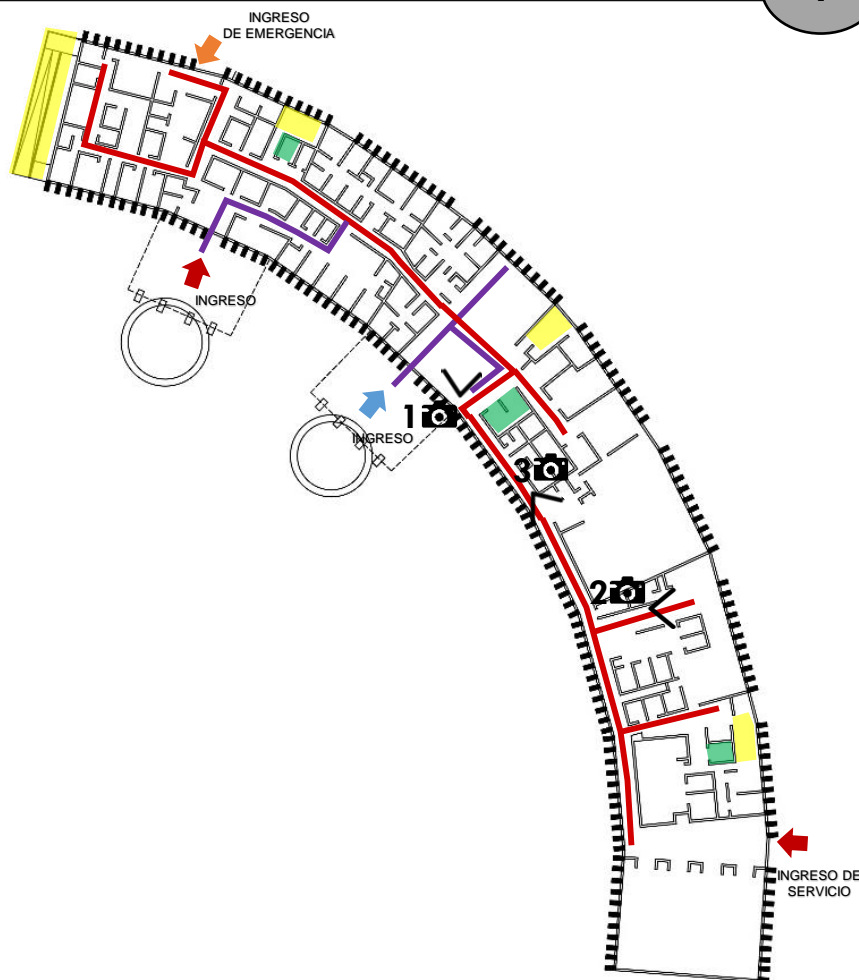 INGRESO
DE EMERGENCIA
INGRESO
1
INGRESO
3
2
INGRESO DE
SERVICIO